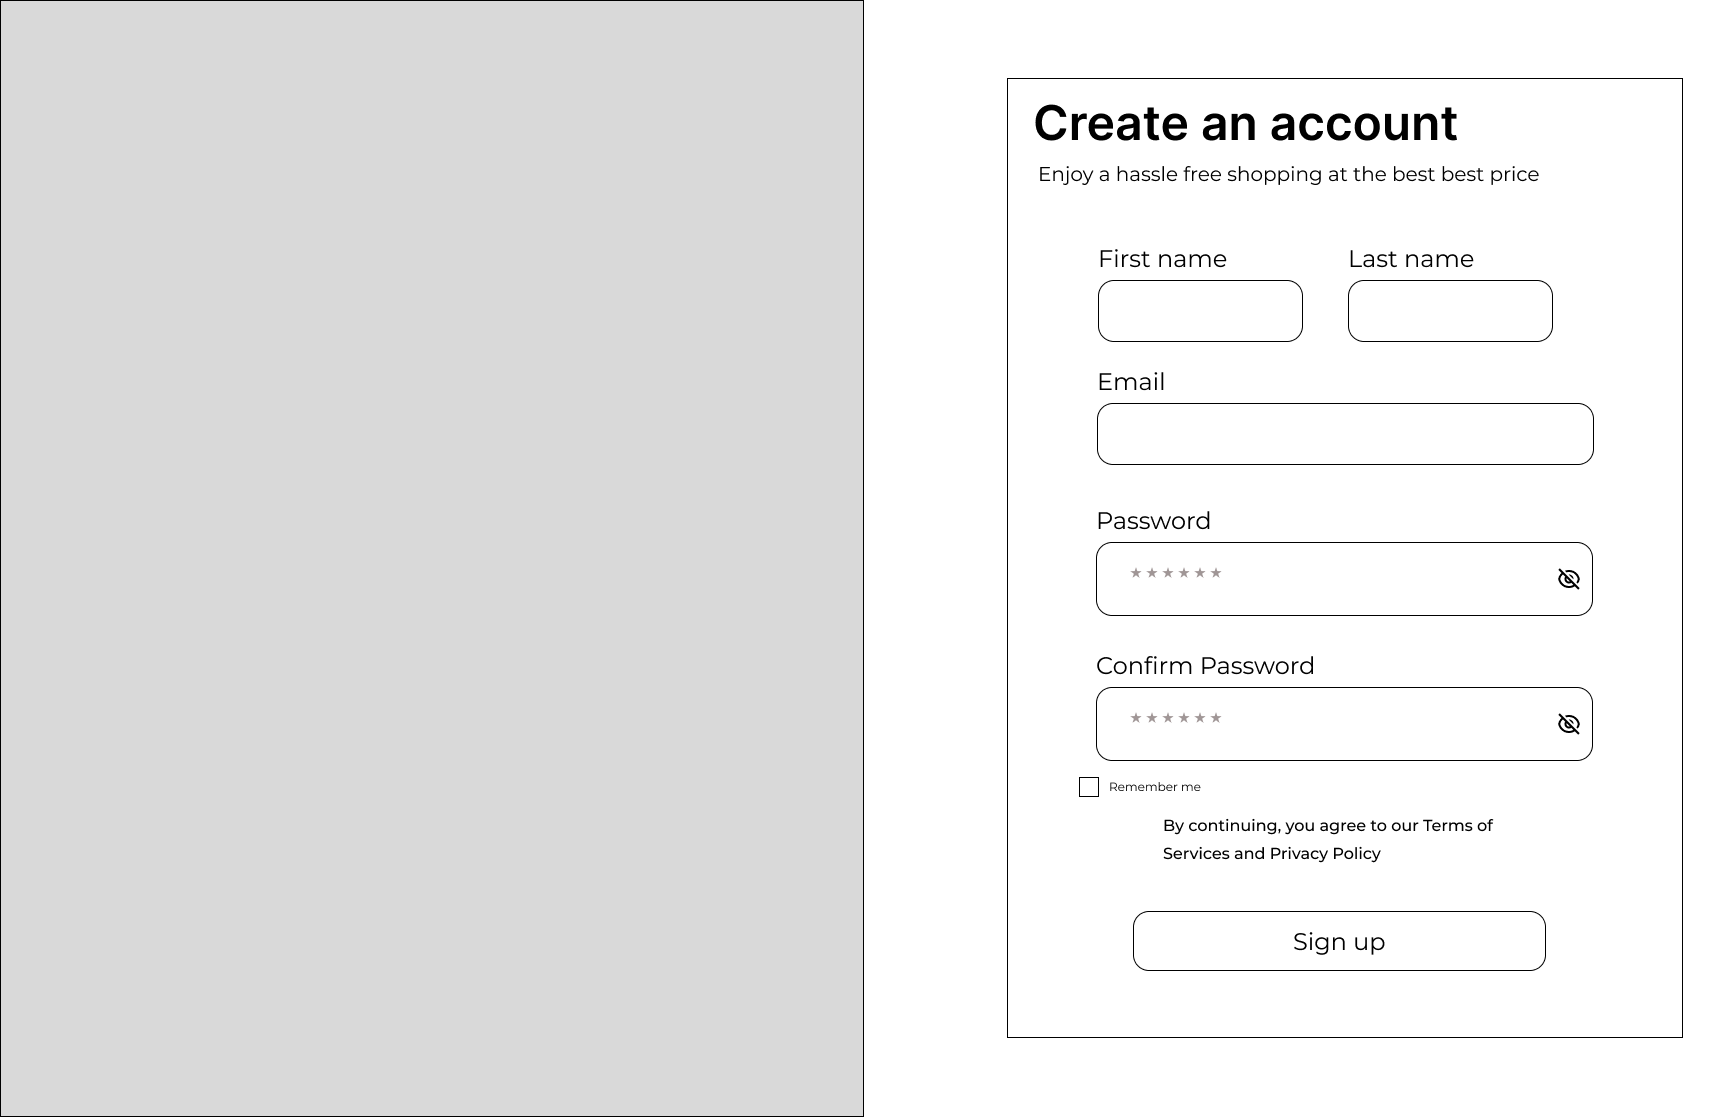 Create an account
Enjoy a hassle free shopping at the best best price
First name
Last name
Email
Password
★★★★★★
Confirm Password
★★★★★★
Remember me
By continuing, you agree to our Terms of
Services and Privacy Policy
Sign up